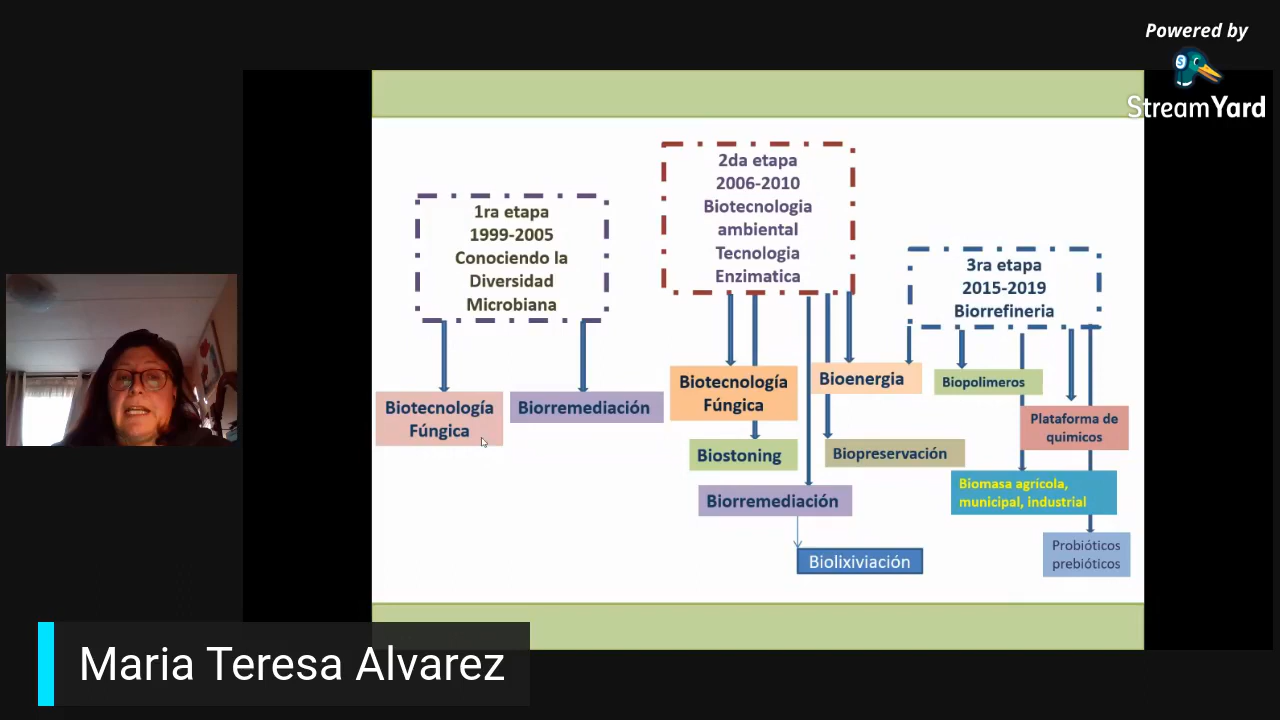 Powered by
StreamYard
1ra etapa
1999-2005
Conociendo la
Diversidad
Microbiana
2da etapa
2006-2010
Biotecnologia
ambiental
Tecnologia
Enzimatica
3ra etapa
2015-2019
Biorrefineria
Biotecnología
Fúngica
Biorremediación
Biotecnología
Fúngica
Biostoning
Biorremediación
Biolixiviación
Bioenergia
Biopreservación
Biopolimeros
Plataforma de
quimicos
Biomasa agrícola,
municipal, industrial
Probióticos
prebióticos
Maria Teresa Alvarez